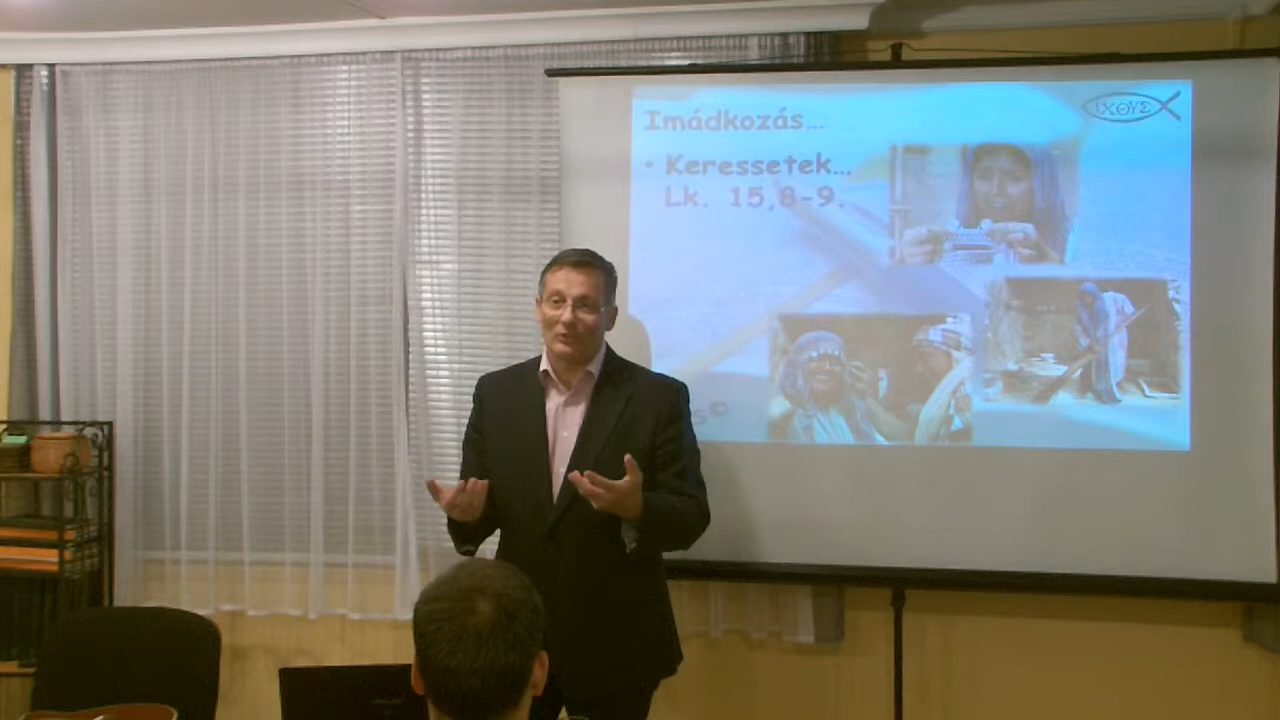 Imádkozás...
ΙΧΘΥΣ
• Keressetek...
Lk. 15,8-9.